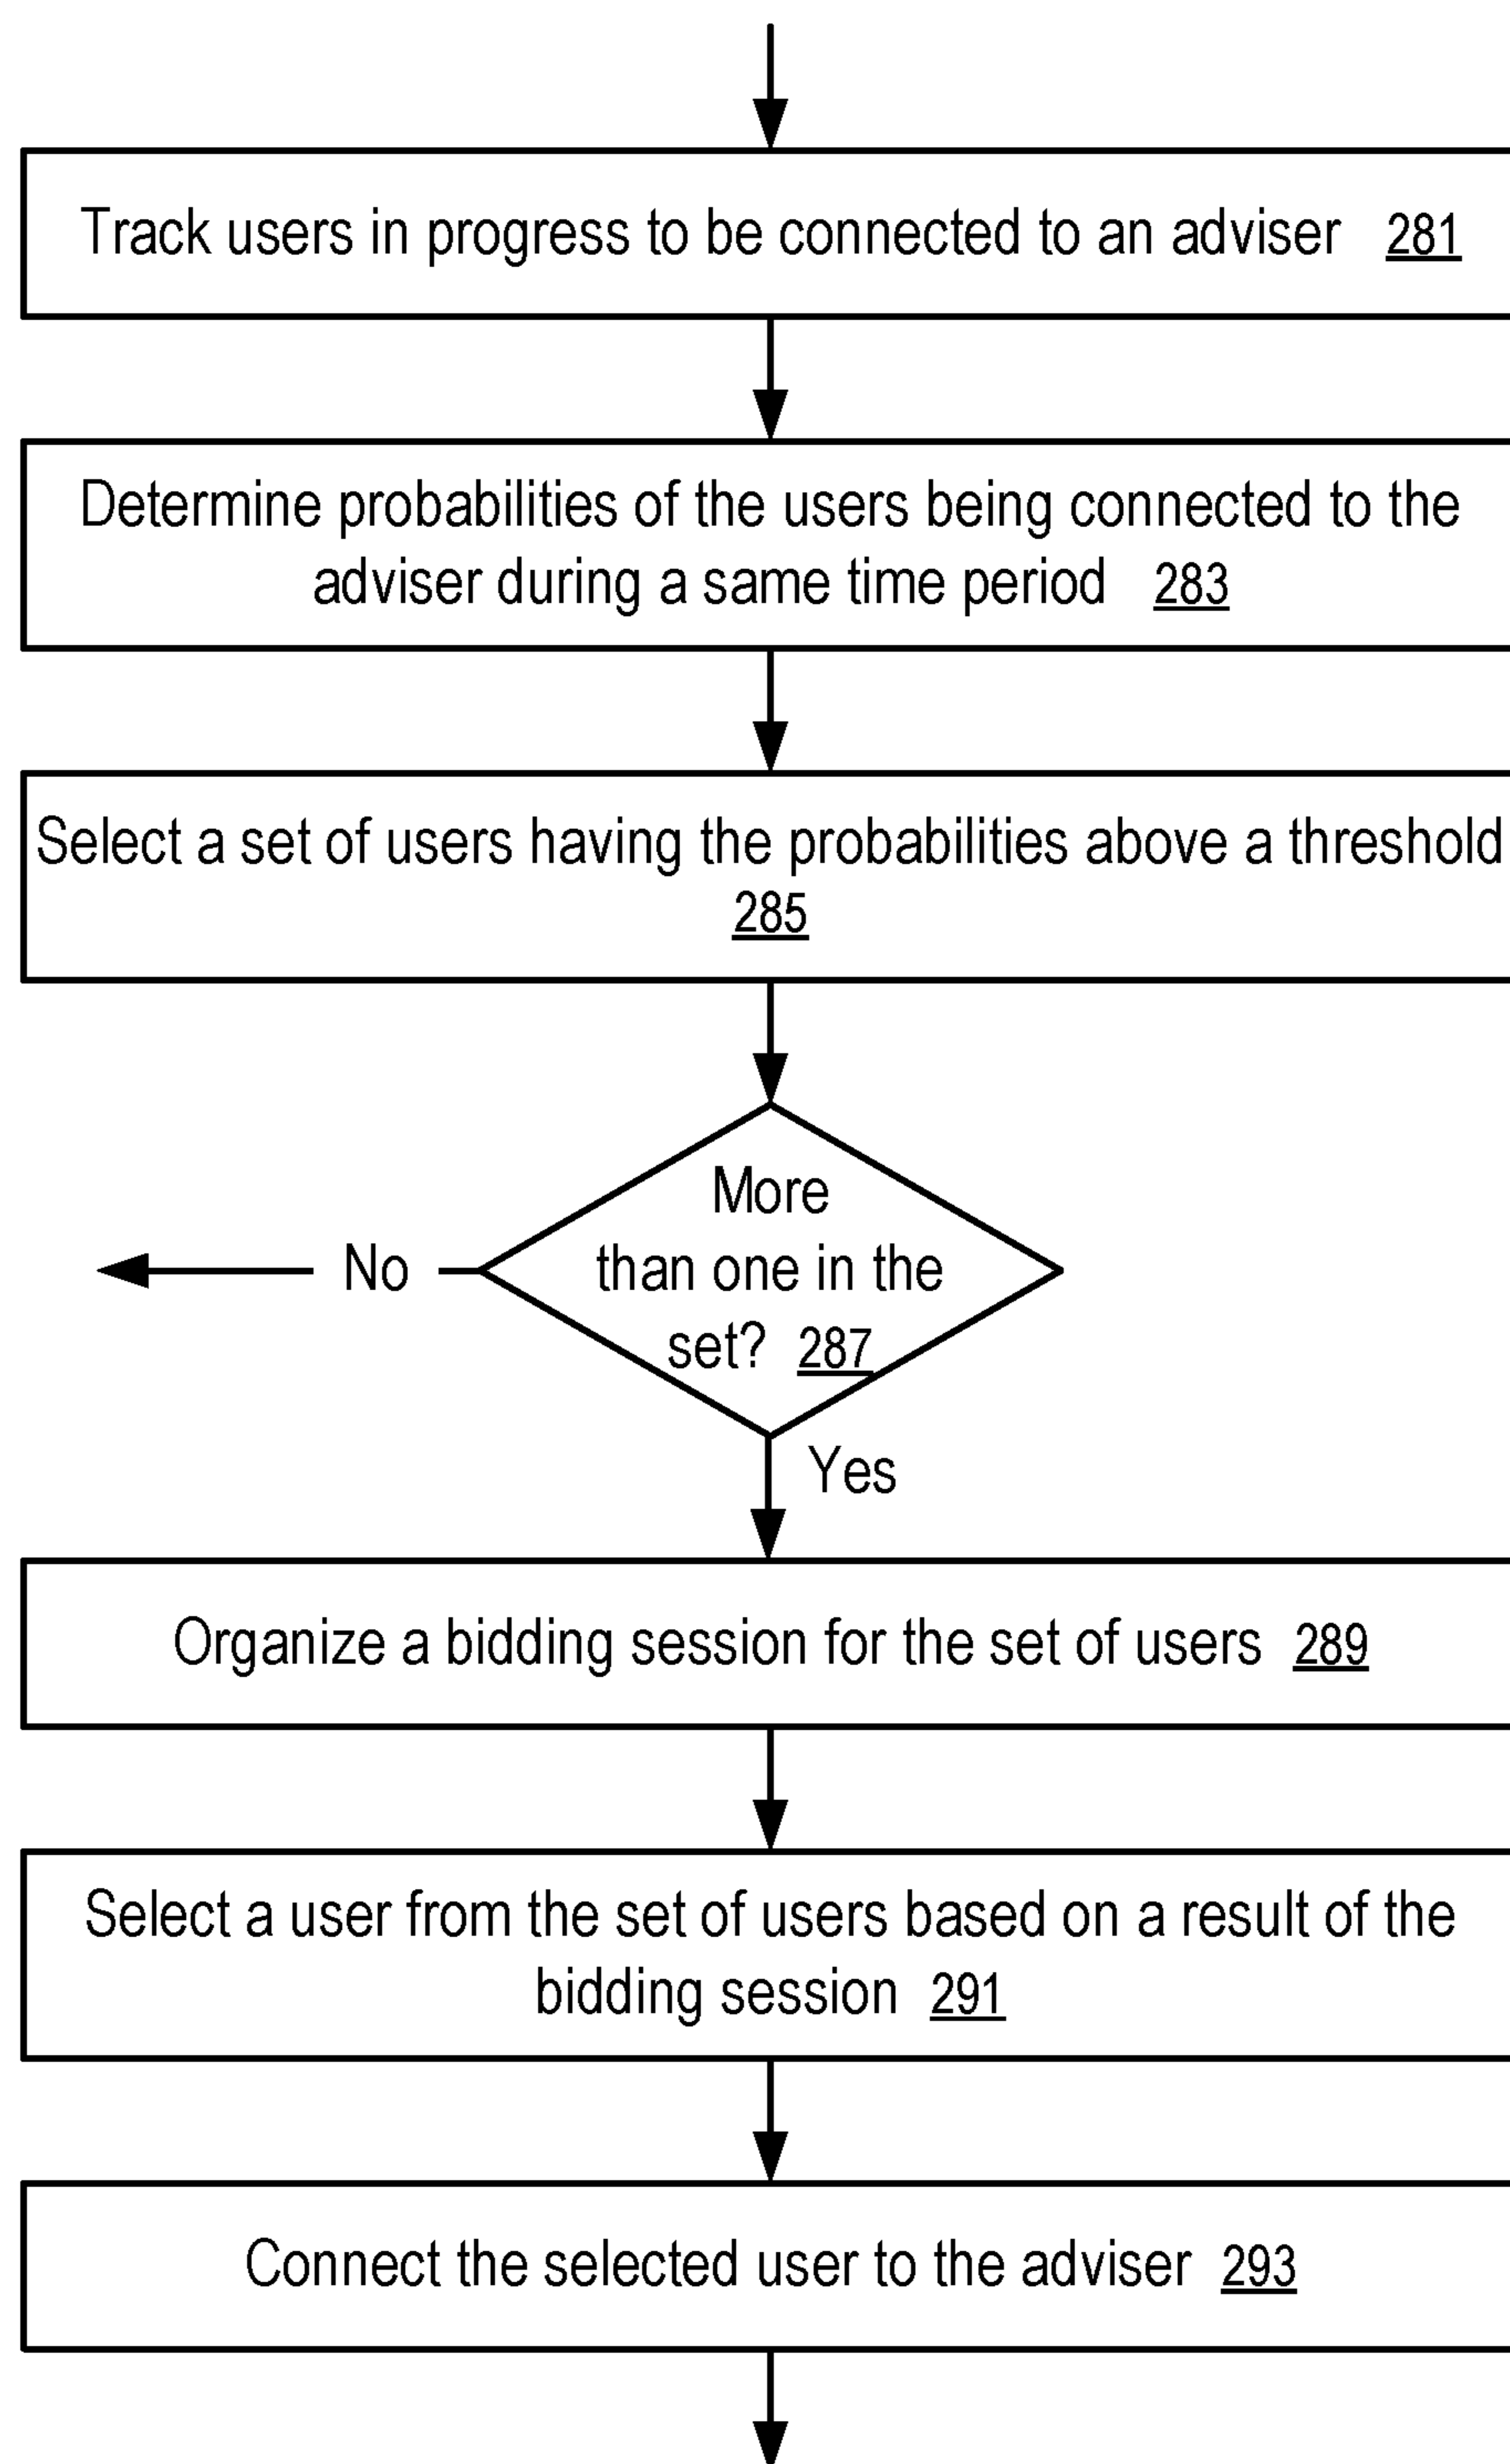 Track users in progress to be connected to an adviser 281
Determine probabilities of the users being connected to the
adviser during a same time period 283
Select a set of users having the probabilities above a threshold
285
More
than one in the
set? 287
No
Yes
Organize a bidding session for the set of users 289
Select a user from the set of users based on a result of the
bidding session 291
Connect the selected user to the adviser 293